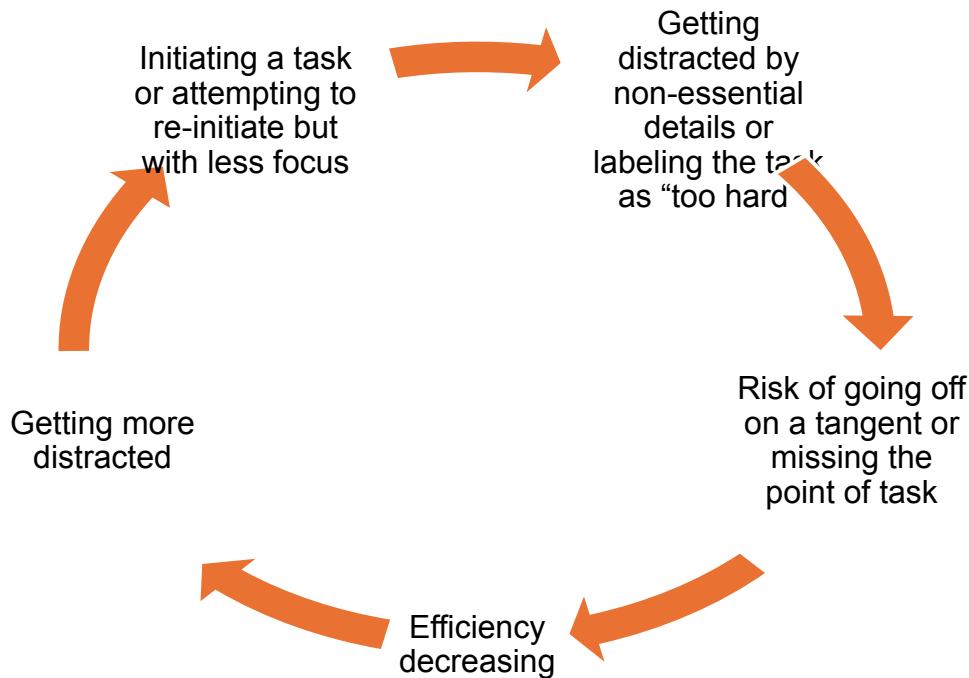 Initiating a task
or attempting to
re-initiate but
with less focus
Getting
distracted by
non-essential
details or
labeling the task
as “too hard
Risk of going off
on a tangent or
missing the
point of task
Efficiency
decreasing
Getting more
distracted